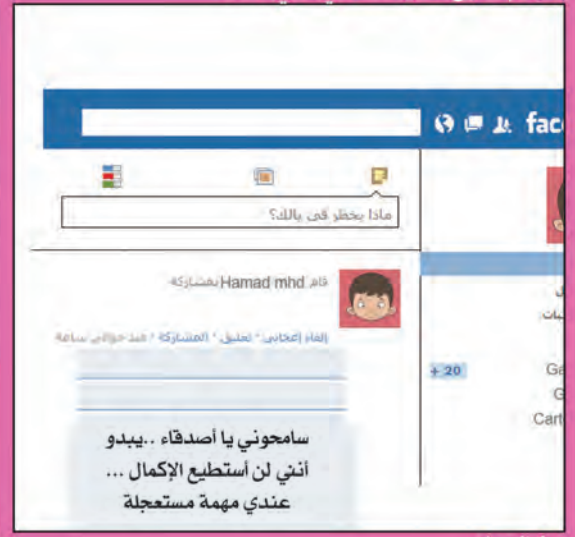 fac
ماذا يخطر في بالك؟
قام Hamad mhd بمشاركة
إلغاء إعجابي · تعليق · المشاركة · منذ حوالي ساعة
+ 20
Ga
G
Cart
سامحوني يا أصدقاء ..يبدو
أنني لن أستطيع الإكمال ...
عندي مهمة مستعجلة